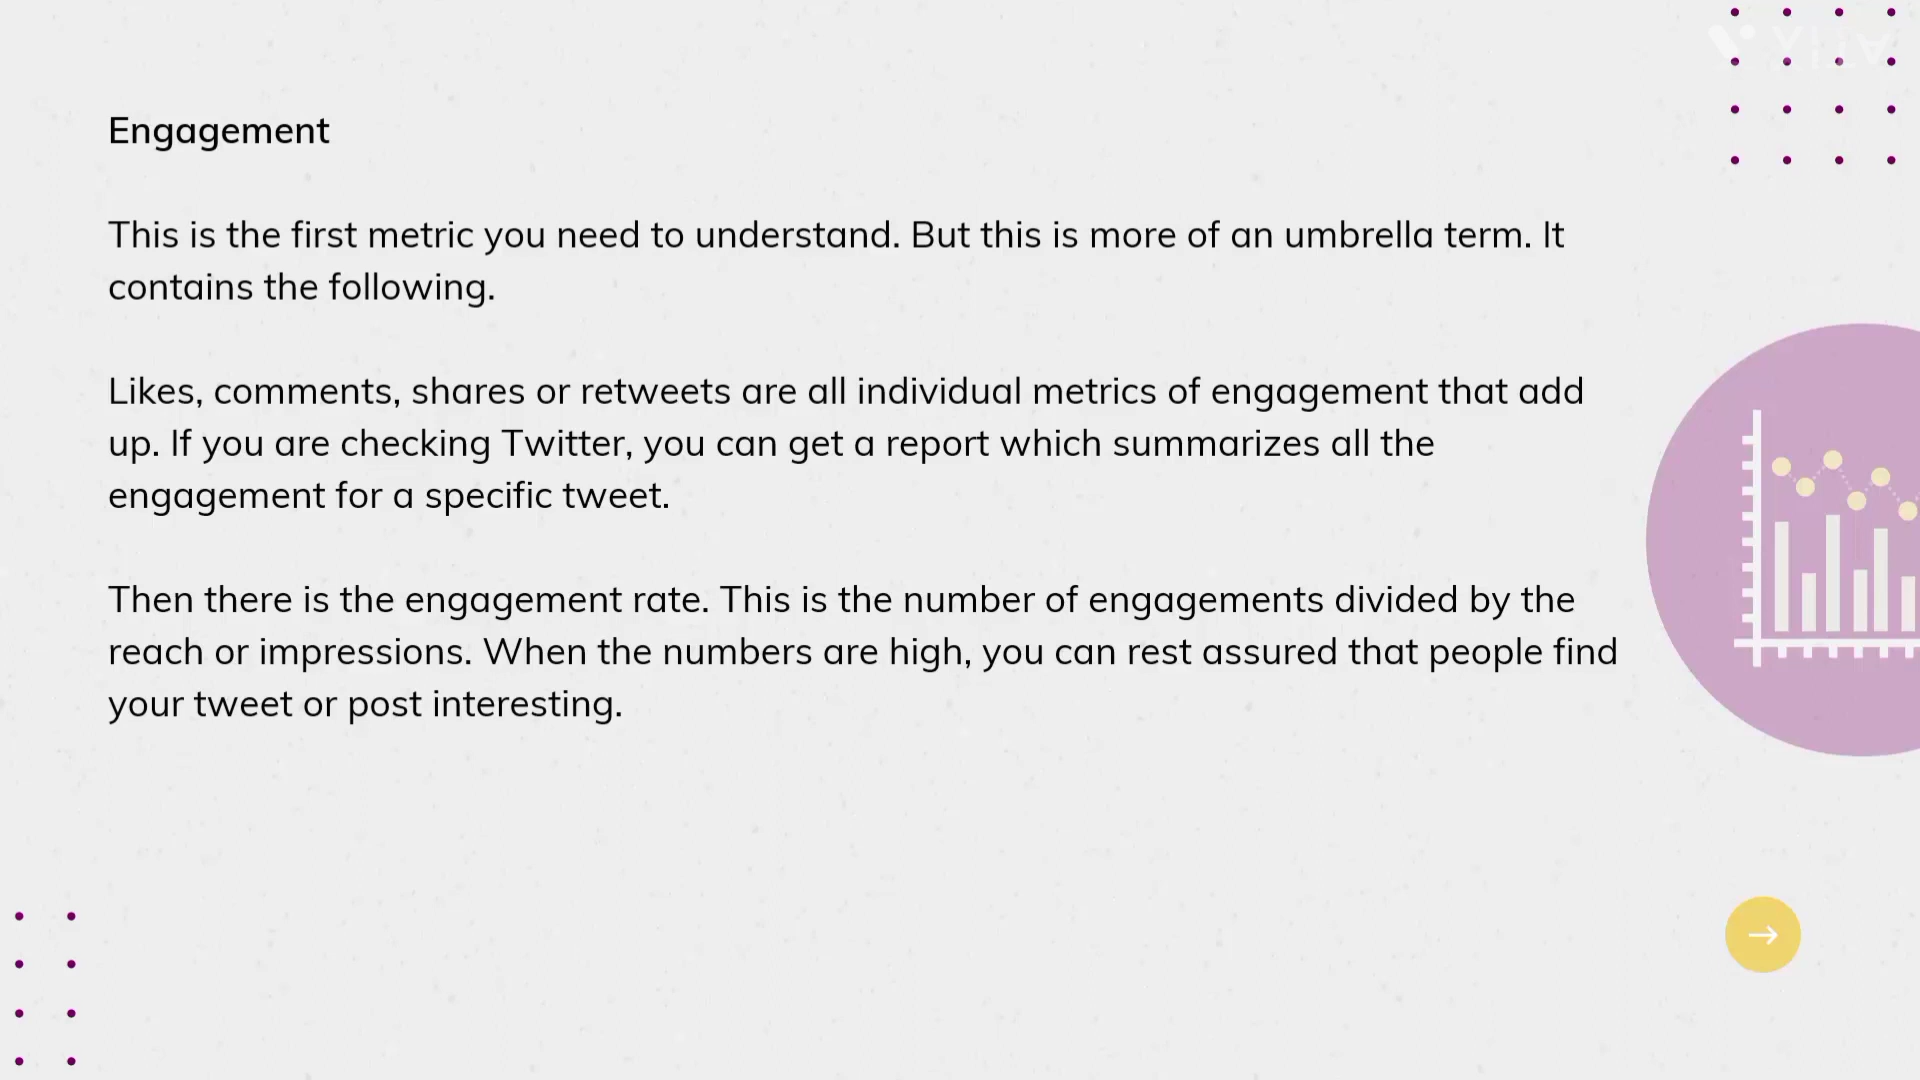 VITA
Engagement
This is the first metric you need to understand. But this is more of an umbrella term. It
contains the following.
Likes, comments, shares or retweets are all individual metrics of engagement that add
up. If you are checking Twitter, you can get a report which summarizes all the
engagement for a specific tweet.
Then there is the engagement rate. This is the number of engagements divided by the
reach or impressions. When the numbers are high, you can rest assured that people find
your tweet or post interesting.